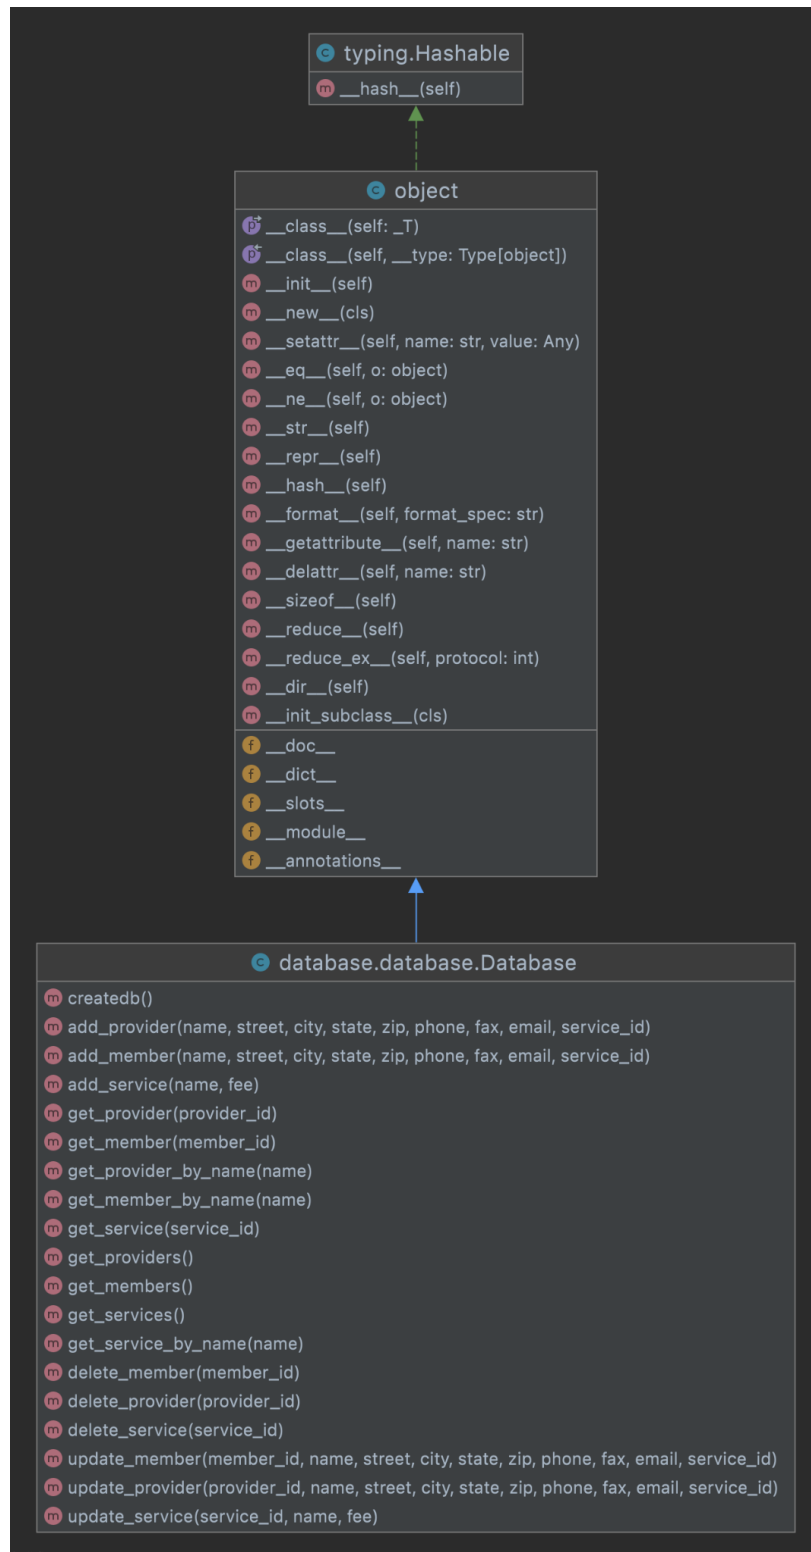 typing.Hashable
__hash__(self)
object
__class__(self: _T)
__class__(self, __type: Type[object])
__init__(self)
__new__(cls)
__setattr__(self, name: str, value: Any)
__eq__(self, o: object)
__ne__(self, o: object)
__str__(self)
__repr__(self)
__hash__(self)
__format__(self, format_spec: str)
__getattribute__(self, name: str)
__delattr__(self, name: str)
__sizeof__(self)
__reduce__(self)
__reduce_ex__(self, protocol: int)
__dir__(self)
__init_subclass__(cls)
__doc__
__dict__
__slots__
__module__
__annotations__
database.database.Database
createdb()
add_provider(name, street, city, state, zip, phone, fax, email, service_id)
add_member(name, street, city, state, zip, phone, fax, email, service_id)
add_service(name, fee)
get_provider(provider_id)
get_member(member_id)
get_provider_by_name(name)
get_member_by_name(name)
get_service(service_id)
get_providers()
get_members()
get_services()
get_service_by_name(name)
delete_member(member_id)
delete_provider(provider_id)
delete_service(service_id)
update_member(member_id, name, street, city, state, zip, phone, fax, email, service_id)
update_provider(provider_id, name, street, city, state, zip, phone, fax, email, service_id)
update_service(service_id, name, fee)